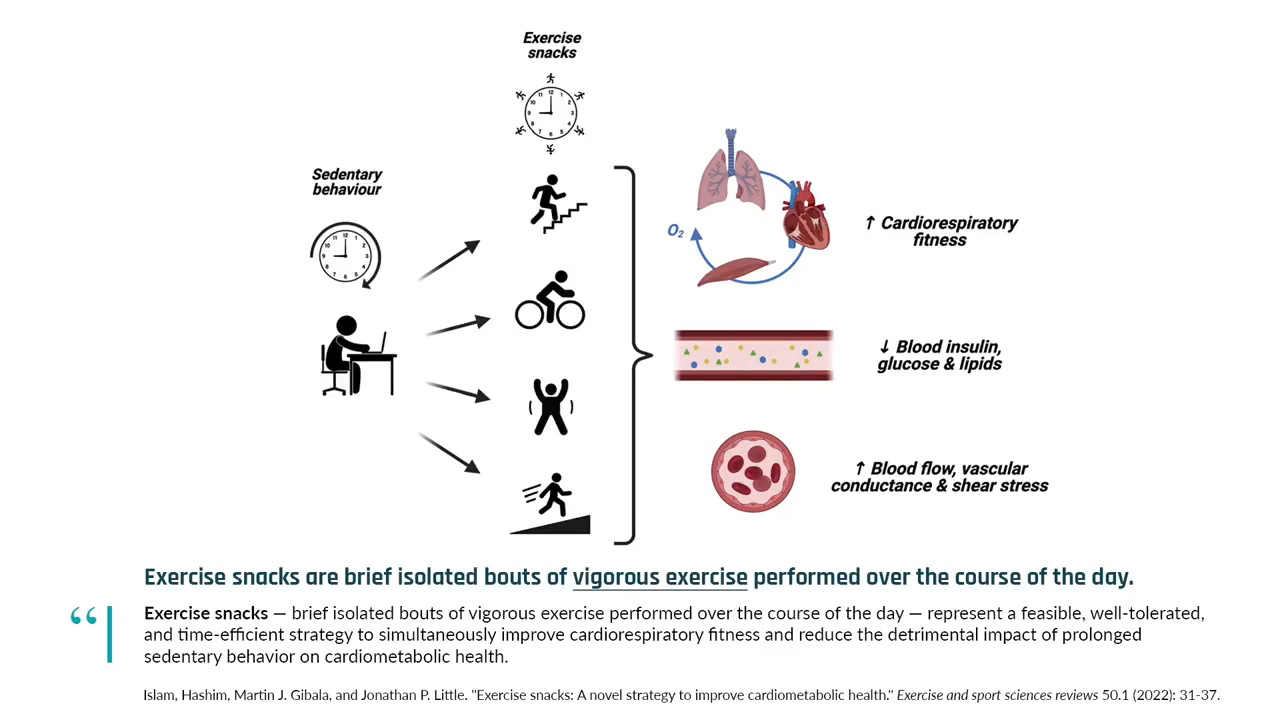 Exercise
snacks
Sedentary
behaviour
O₂
↑ Cardiorespiratory
fitness
↓ Blood insulin,
glucose & lipids
↑ Blood flow, vascular
conductance & shear stress
Exercise snacks are brief isolated bouts of vigorous exercise performed over the course of the day.
“ Exercise snacks — brief isolated bouts of vigorous exercise performed over the course of the day — represent a feasible, well-tolerated,
and time-efficient strategy to simultaneously improve cardiorespiratory fitness and reduce the detrimental impact of prolonged
sedentary behavior on cardiometabolic health.
Islam, Hashim, Martin J. Gibala, and Jonathan P. Little. "Exercise snacks: A novel strategy to improve cardiometabolic health." Exercise and sport sciences reviews 50.1 (2022): 31-37.